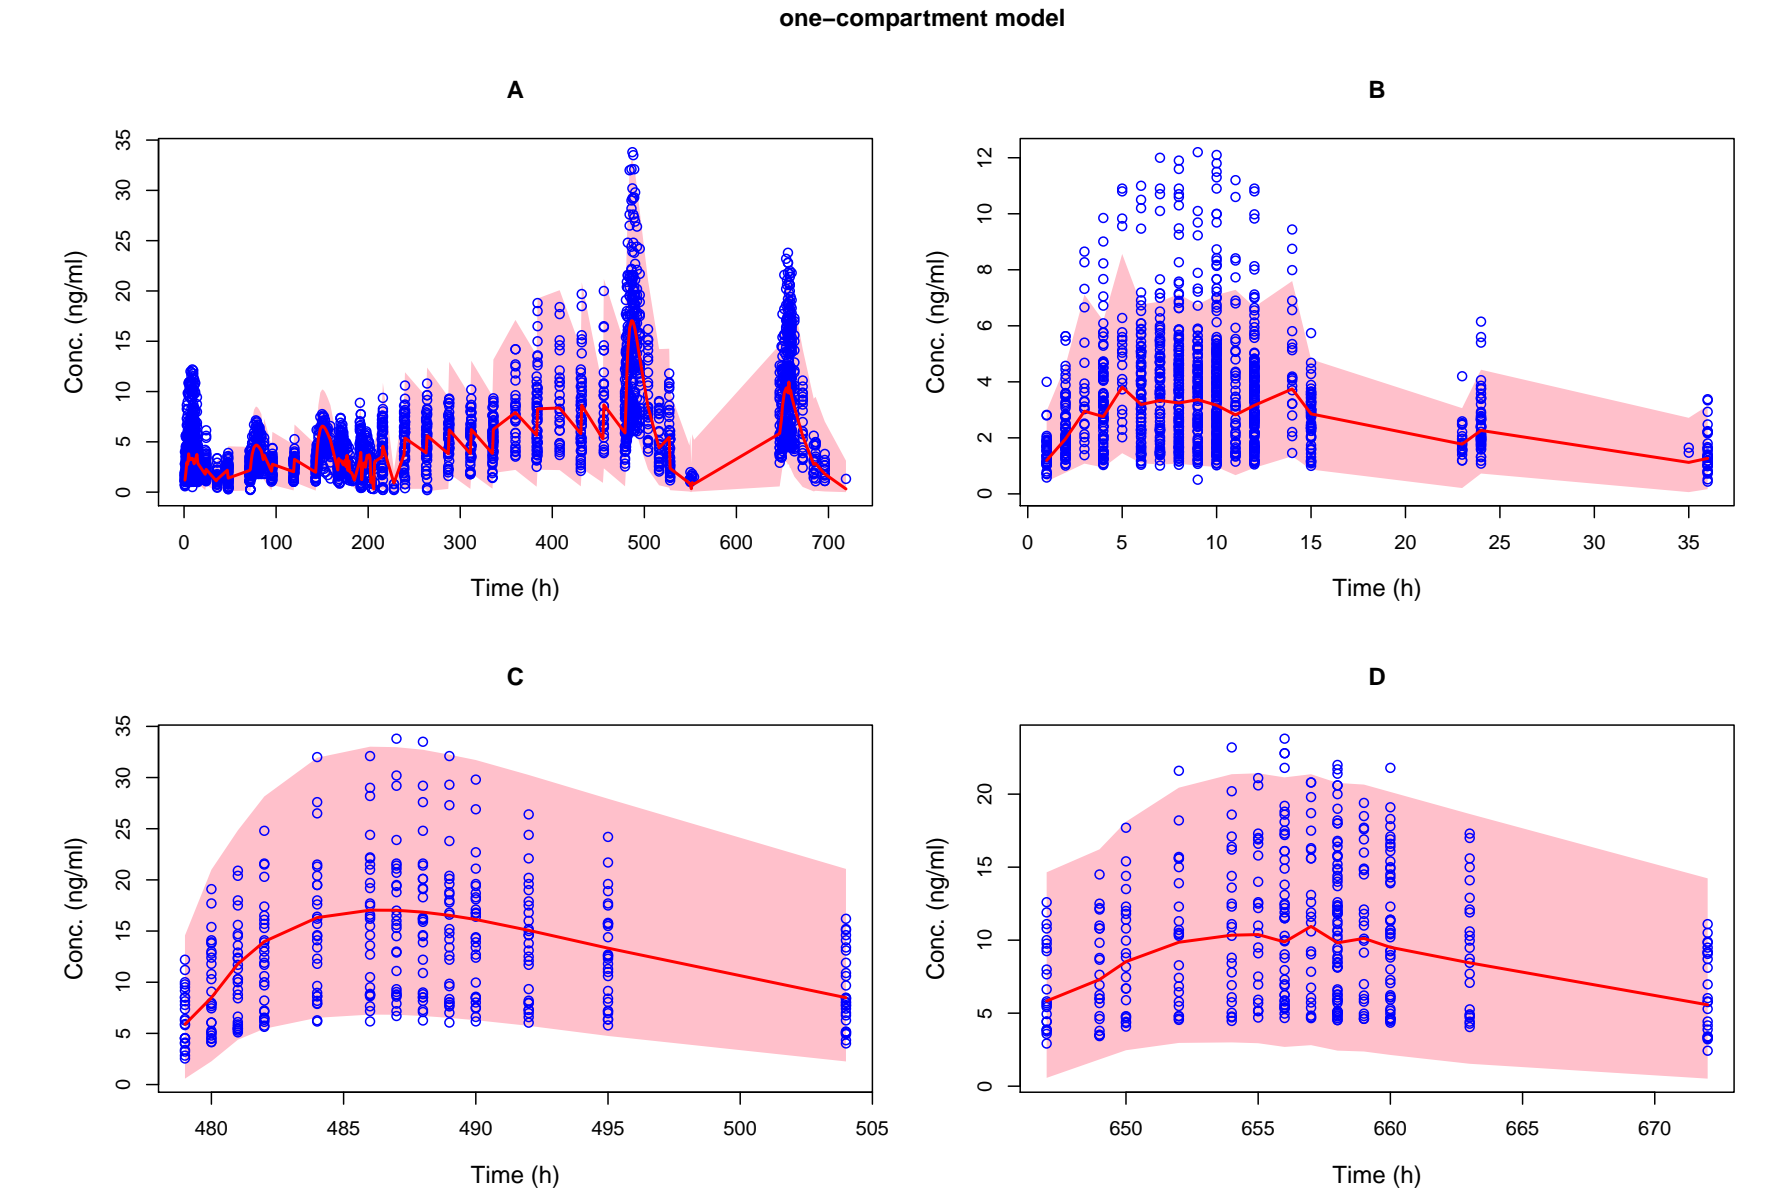 one−compartment model
A
Conc. (ng/ml)
0 5 10 15 20 25 30 35
0 100 200 300 400 500 600 700
Time (h)
B
Conc. (ng/ml)
0 2 4 6 8 10 12
0 5 10 15 20 25 30 35
Time (h)
C
Conc. (ng/ml)
0 5 10 15 20 25 30 35
480 485 490 495 500 505
Time (h)
D
Conc. (ng/ml)
0 5 10 15 20
650 655 660 665 670
Time (h)